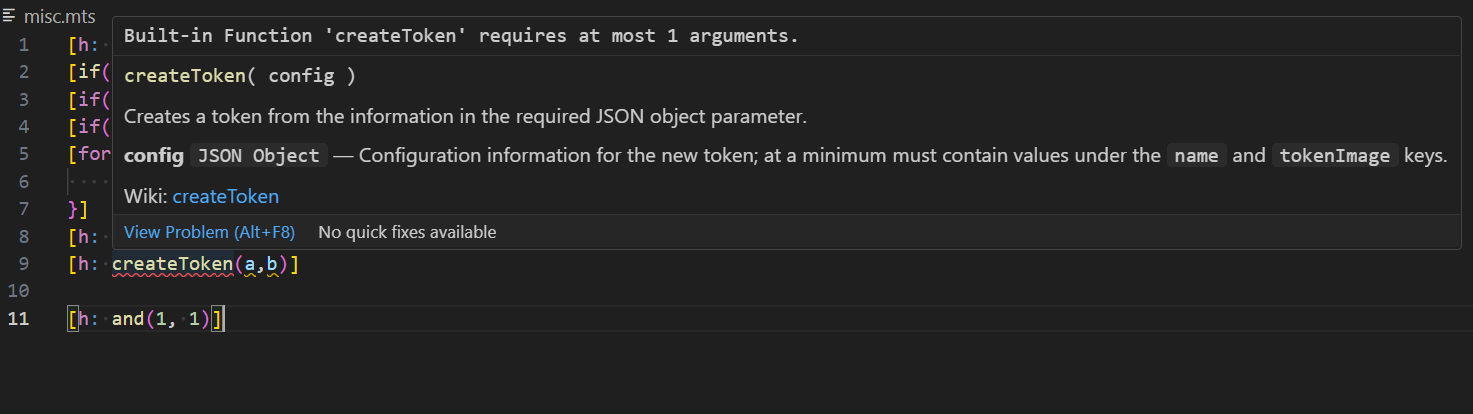 misc.mts
Built-in Function 'createToken' requires at most 1 arguments.
createToken( config )
Creates a token from the information in the required JSON object parameter.
config JSON Object — Configuration information for the new token; at a minimum must contain values under the name and tokenImage keys.
Wiki: createToken
View Problem (Alt+F8) No quick fixes available
1 [h:
2 [if(
3 [if(
4 [if(
5 [for
6
7 }]
8 [h:
9 [h: createToken(a,b)]
10
11 [h: and(1, 1)]